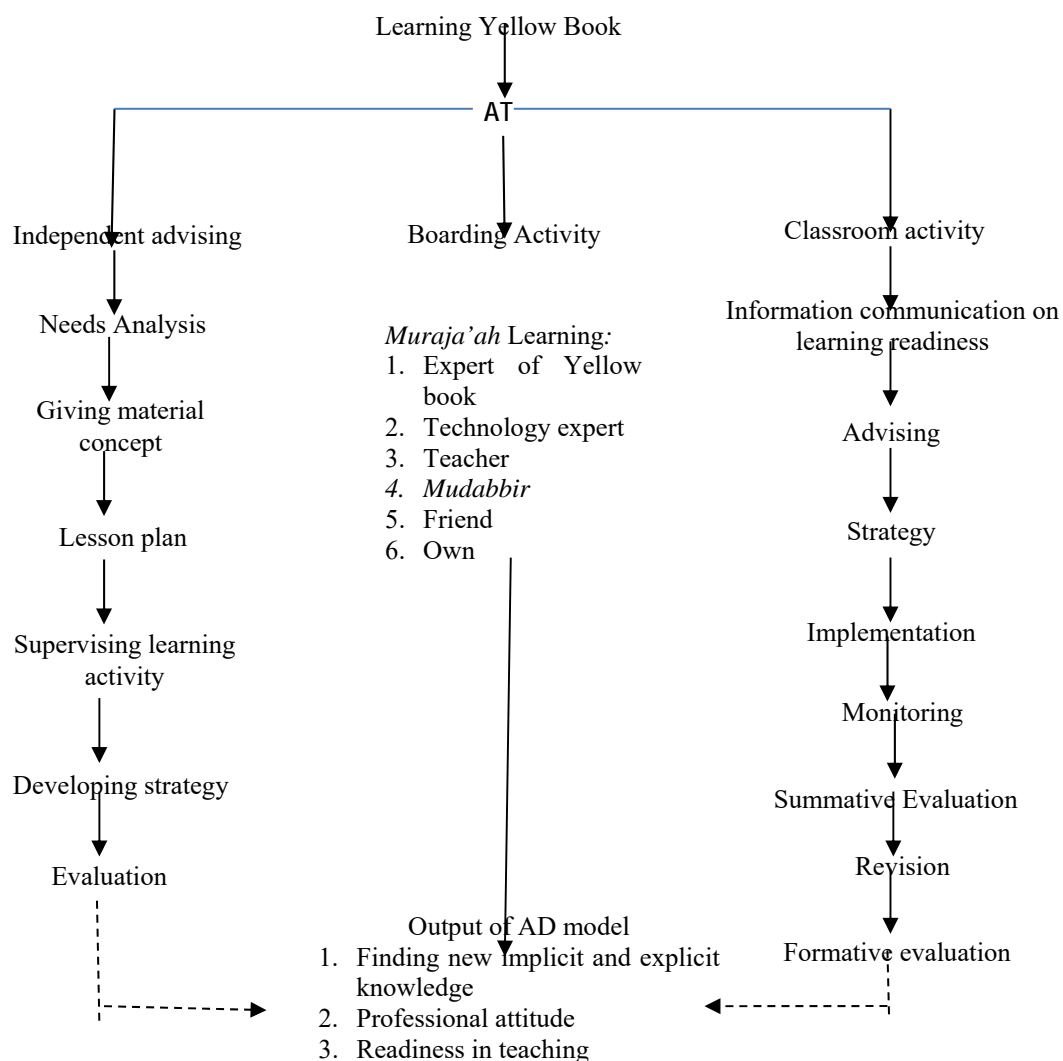 Learning Yellow Book
AT
Independent advising
Needs Analysis
Giving material
concept
Lesson plan
Supervising learning
activity
Developing strategy
Evaluation
Boarding Activity
Muraja’ah Learning:
1. Expert of Yellow
book
2. Technology expert
3. Teacher
4. Mudabbir
5. Friend
6. Own
Classroom activity
Information communication on
learning readiness
Advising
Strategy
Implementation
Monitoring
Summative Evaluation
Revision
Formative evaluation
Output of AD model
1. Finding new implicit and explicit
knowledge
2. Professional attitude
3. Readiness in teaching